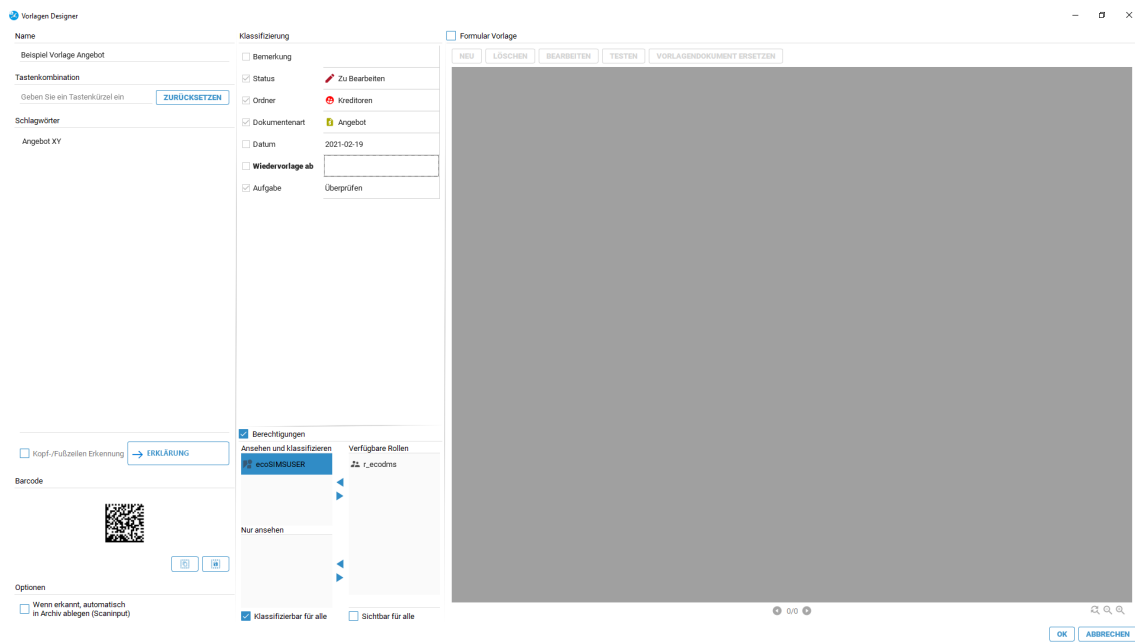 Vorlagen Designer
Name
Beispiel Vorlage Angebot
Tastenkombination
Geben Sie ein Tastenkürzel ein
ZURÜCKSETZEN
Schlagwörter
Angebot XY
Kopf-/Fußzeilen Erkennung
ERKLÄRUNG
Barcode
Optionen
Wenn erkannt, automatisch
in Archiv ablegen (Scaninput)
Klassifizierung
Bemerkung
Status
Zu Bearbeiten
Ordner
Kreditoren
Dokumentenart
Angebot
Datum
2021-02-19
Wiedervorlage ab
Aufgabe
Überprüfen
Berechtigungen
Ansehen und klassifizieren
Verfügbare Rollen
ecoSIMSUSER
r_ecodms
Nur ansehen
Klassifizierbar für alle
Sichtbar für alle
Formular Vorlage
NEU
LÖSCHEN
BEARBEITEN
TESTEN
VORLAGENDOKUMENT ERSETZEN
0/0
OK
ABBRECHEN